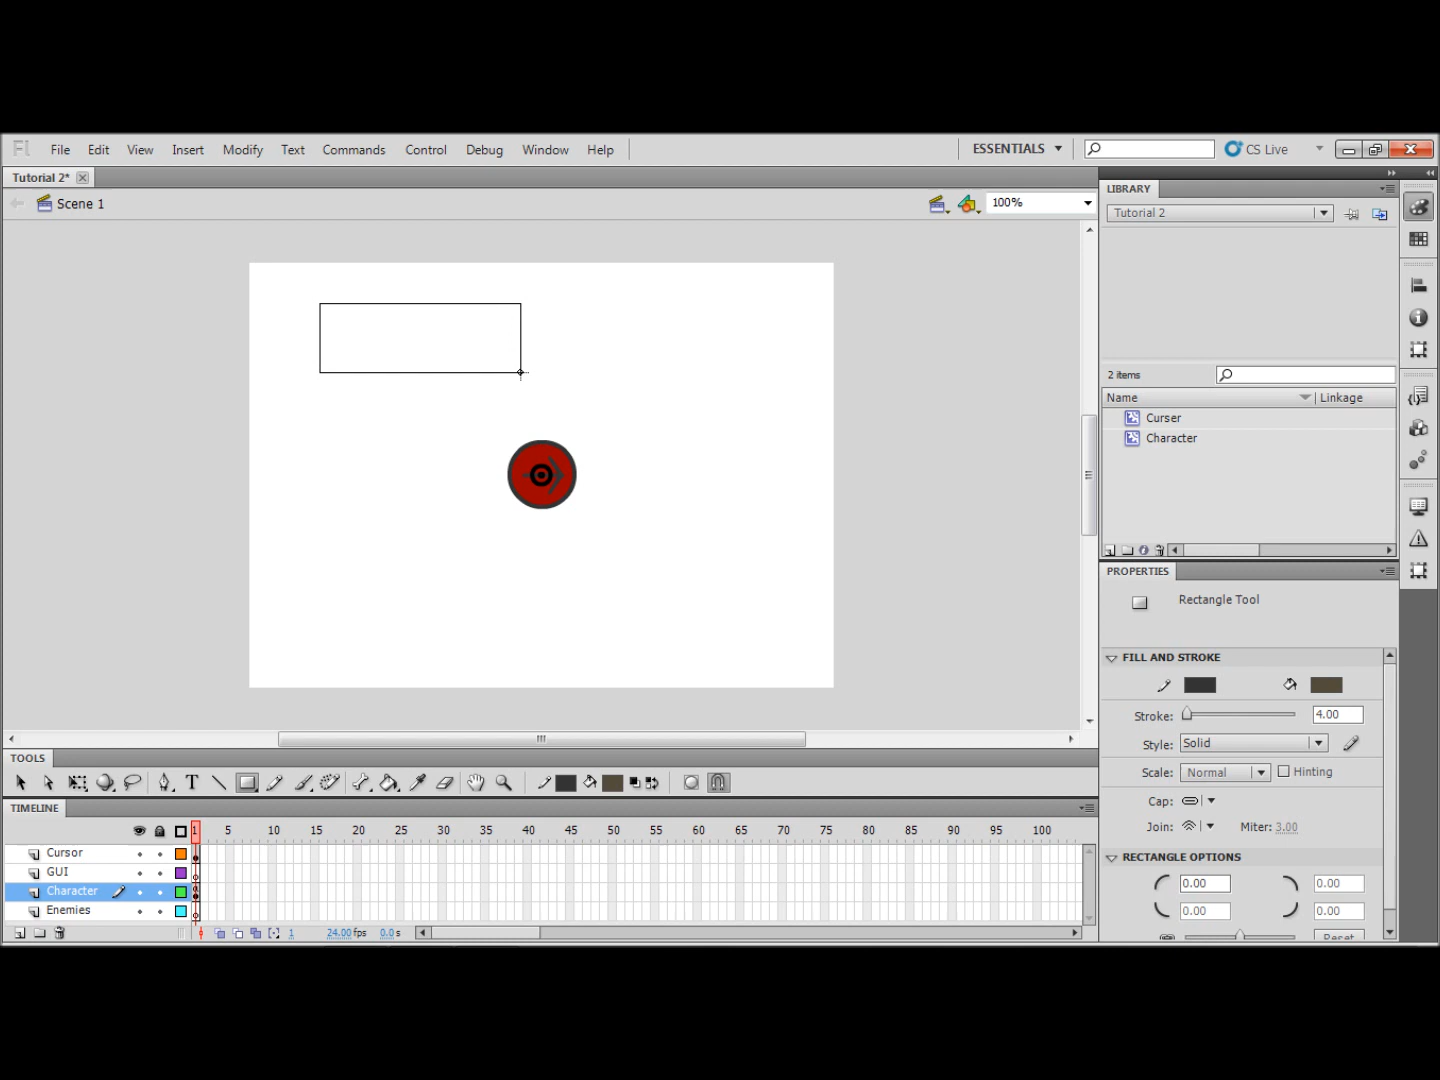 Fl File Edit View Insert Modify Text Commands Control Debug Window Help ESSENTIALS CS Live
Tutorial 2*
Scene 1 100%
LIBRARY
Tutorial 2
2 items
Name Linkage
Curser
Character
PROPERTIES
Rectangle Tool
FILL AND STROKE
Stroke: 4.00
Style: Solid
Scale: Normal Hinting
Cap:
Join: Miter: 3.00
RECTANGLE OPTIONS
0.00 0.00
0.00 0.00
Reset
TOOLS
T
TIMELINE
1 5 10 15 20 25 30 35 40 45 50 55 60 65 70 75 80 85 90 95 100
Cursor
GUI
Character
Enemies
1 24.00 fps 0.0 s